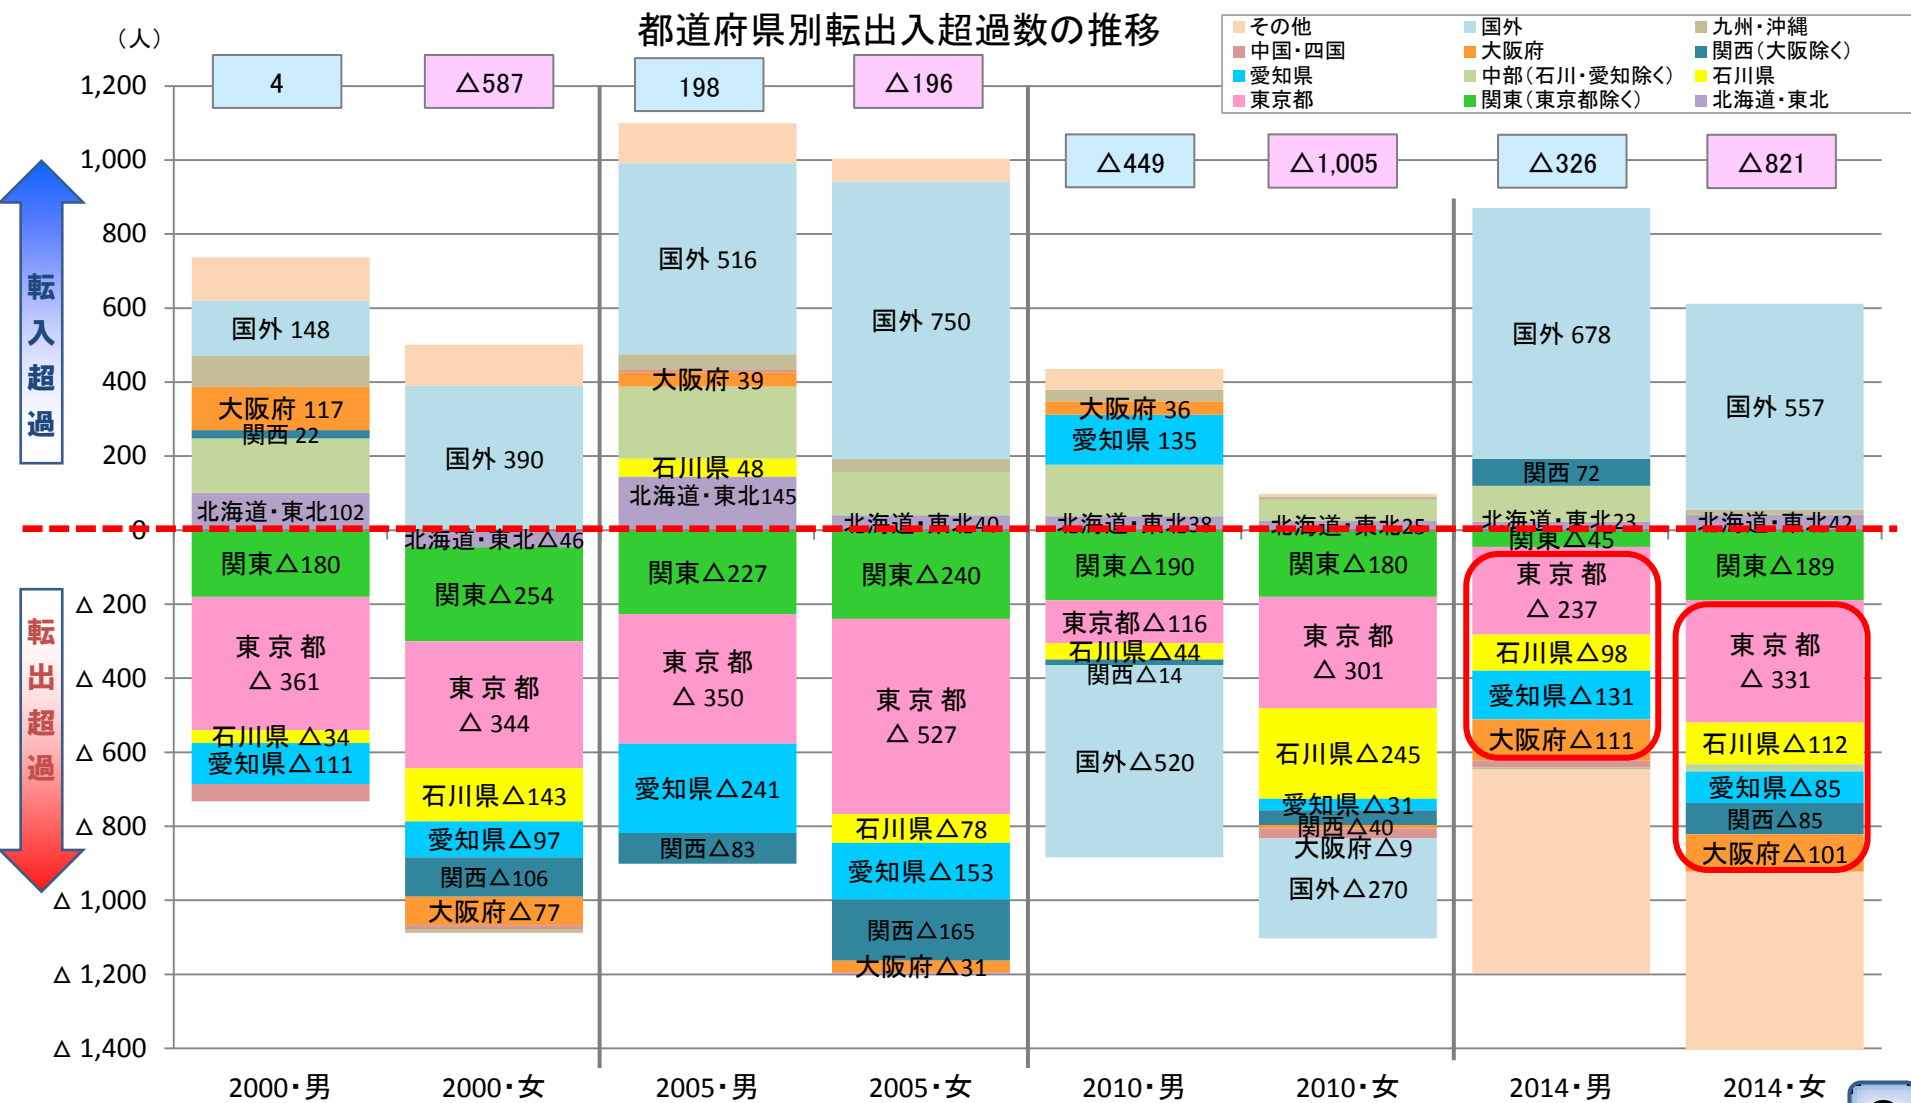 都道府県別転出入超過数の推移
（人）
その他
国外
九州・沖縄
中国・四国
大阪府
関西（大阪除く）
愛知県
中部（石川・愛知除く）
石川県
東京都
関東（東京都除く）
北海道・東北
4
△587
198
△196
△449
△1,005
△326
△821
1,200
1,000
800
600
400
200
0
△ 200
△ 400
△ 600
△ 800
△ 1,000
△ 1,200
△ 1,400
転入超過
転出超過
国外 148
大阪府 117
関西 22
北海道・東北102
関東△180
東京都
△ 361
石川県 △34
愛知県△111
国外 390
北海道・東北△46
関東△254
東京都
△ 344
石川県△143
愛知県△97
関西△106
大阪府△77
国外 516
大阪府 39
石川県 48
北海道・東北145
関東△227
東京都
△ 350
愛知県△241
関西△83
国外 750
北海道・東北40
関東△240
東京都
△ 527
石川県△78
愛知県△153
関西△165
大阪府△31
大阪府 36
愛知県 135
北海道・東北38
関東△190
東京都△116
石川県△44
関西△14
国外△520
北海道・東北25
関東△180
東京都
△ 301
石川県△245
愛知県△31
関西△40
大阪府△9
国外△270
国外 678
関西 72
北海道・東北23
関東△45
東京都
△ 237
石川県△98
愛知県△131
大阪府△111
国外 557
北海道・東北42
関東△189
東京都
△ 331
石川県△112
愛知県△85
関西△85
大阪府△101
2000・男
2000・女
2005・男
2005・女
2010・男
2010・女
2014・男
2014・女